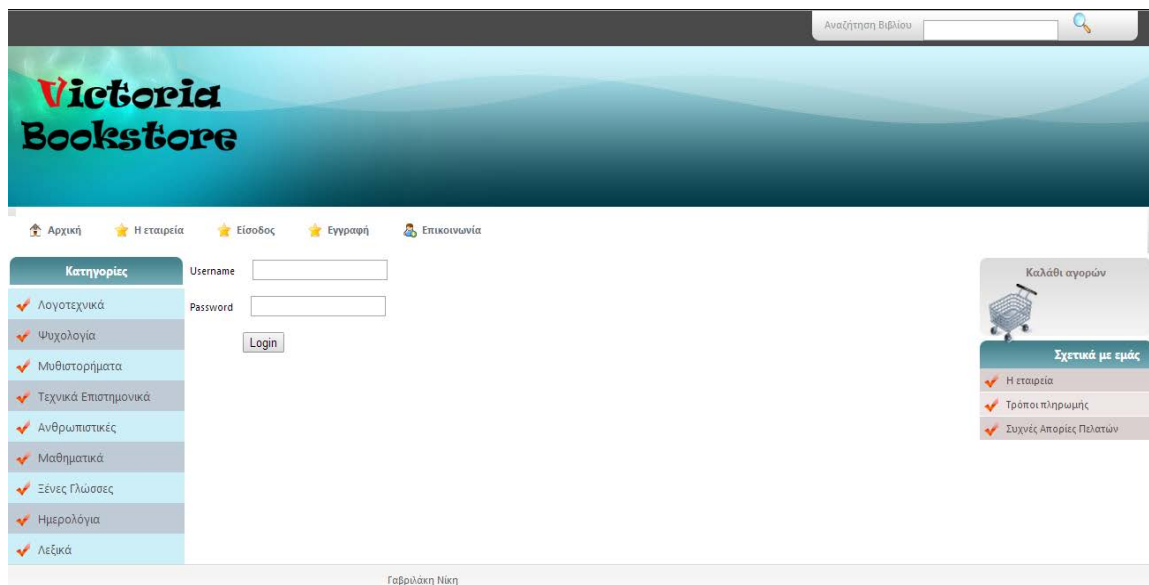 Αναζήτηση Βιβλίου
Victoria
Bookstore
Αρχική Η εταιρεία Είσοδος Εγγραφή Επικοινωνία
Κατηγορίες
Λογοτεχνικά
Ψυχολογία
Μυθιστορήματα
Τεχνικά Επιστημονικά
Ανθρωπιστικές
Μαθηματικά
Ξένες Γλώσσες
Ημερολόγια
Λεξικά
Username
Password
Login
Καλάθι αγορών
Σχετικά με εμάς
Η εταιρεία
Τρόποι πληρωμής
Συχνές Απορίες Πελατών
Γαβριλάκη Νίκη